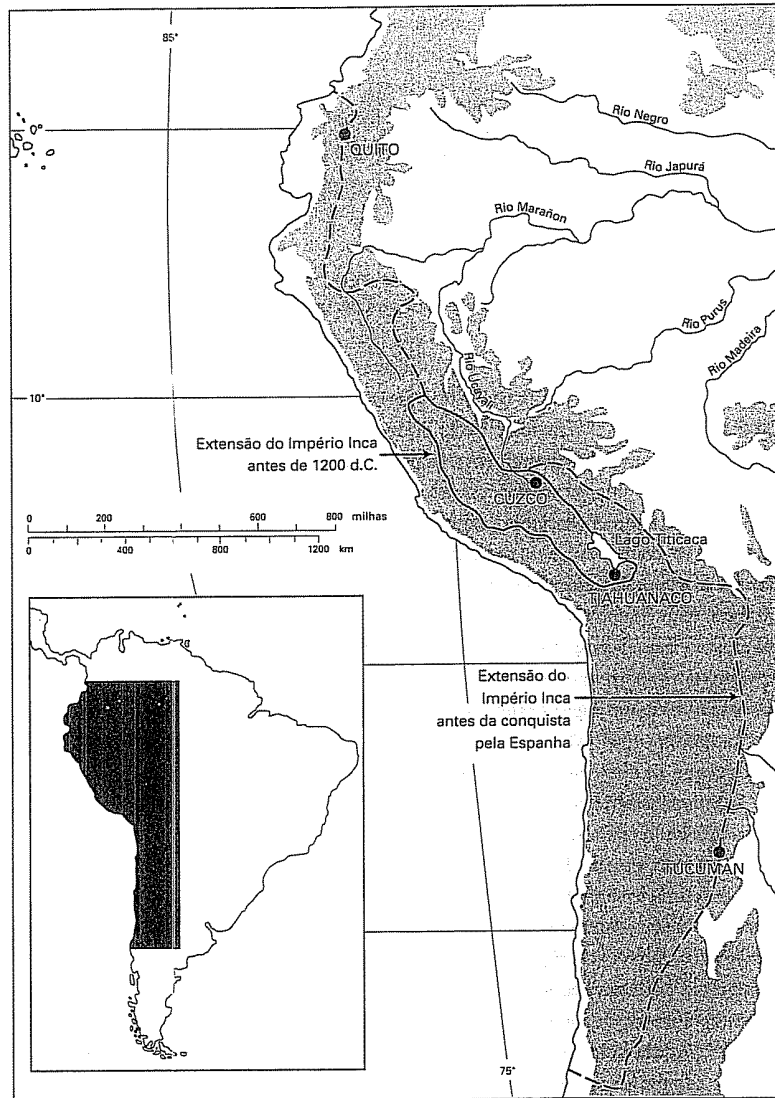 85°
0°
QUITO
Rio Negro
Rio Japurá
Rio Marañon
Rio Purus
Rio Madeira
Rio Ucayali
10°
Extensão do Império Inca
antes de 1200 d.C.
CUZCO
0 200 600 800 milhas
0 400 800 1200 km
Lago Titicaca
TIAHUANACO
Extensão do
Império Inca
antes da conquista
pela Espanha
TUCUMÁN
75°